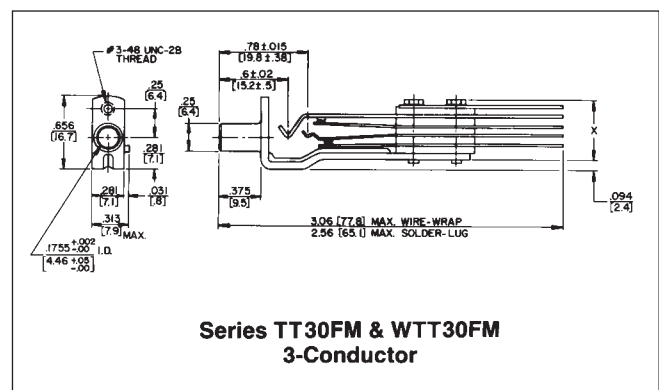 #3-48 UNC-2B
THREAD
.25
[6.4]
.656
[16.7]
.281
[7.1]
.281
[7.1]
.031
[.8]
.313
[7.9] MAX.
.1755 +.002 -.00 I.D.
[4.46 +.05 -.00]
.78±.015
[19.8±.38]
.6±.02
[15.2±.5]
.25
[6.4]
.375
[9.5]
X
.094
[2.4]
3.06 [77.8] MAX. WIRE-WRAP
2.56 [65.1] MAX. SOLDER-LUG
Series TT30FM & WTT30FM
3-Conductor